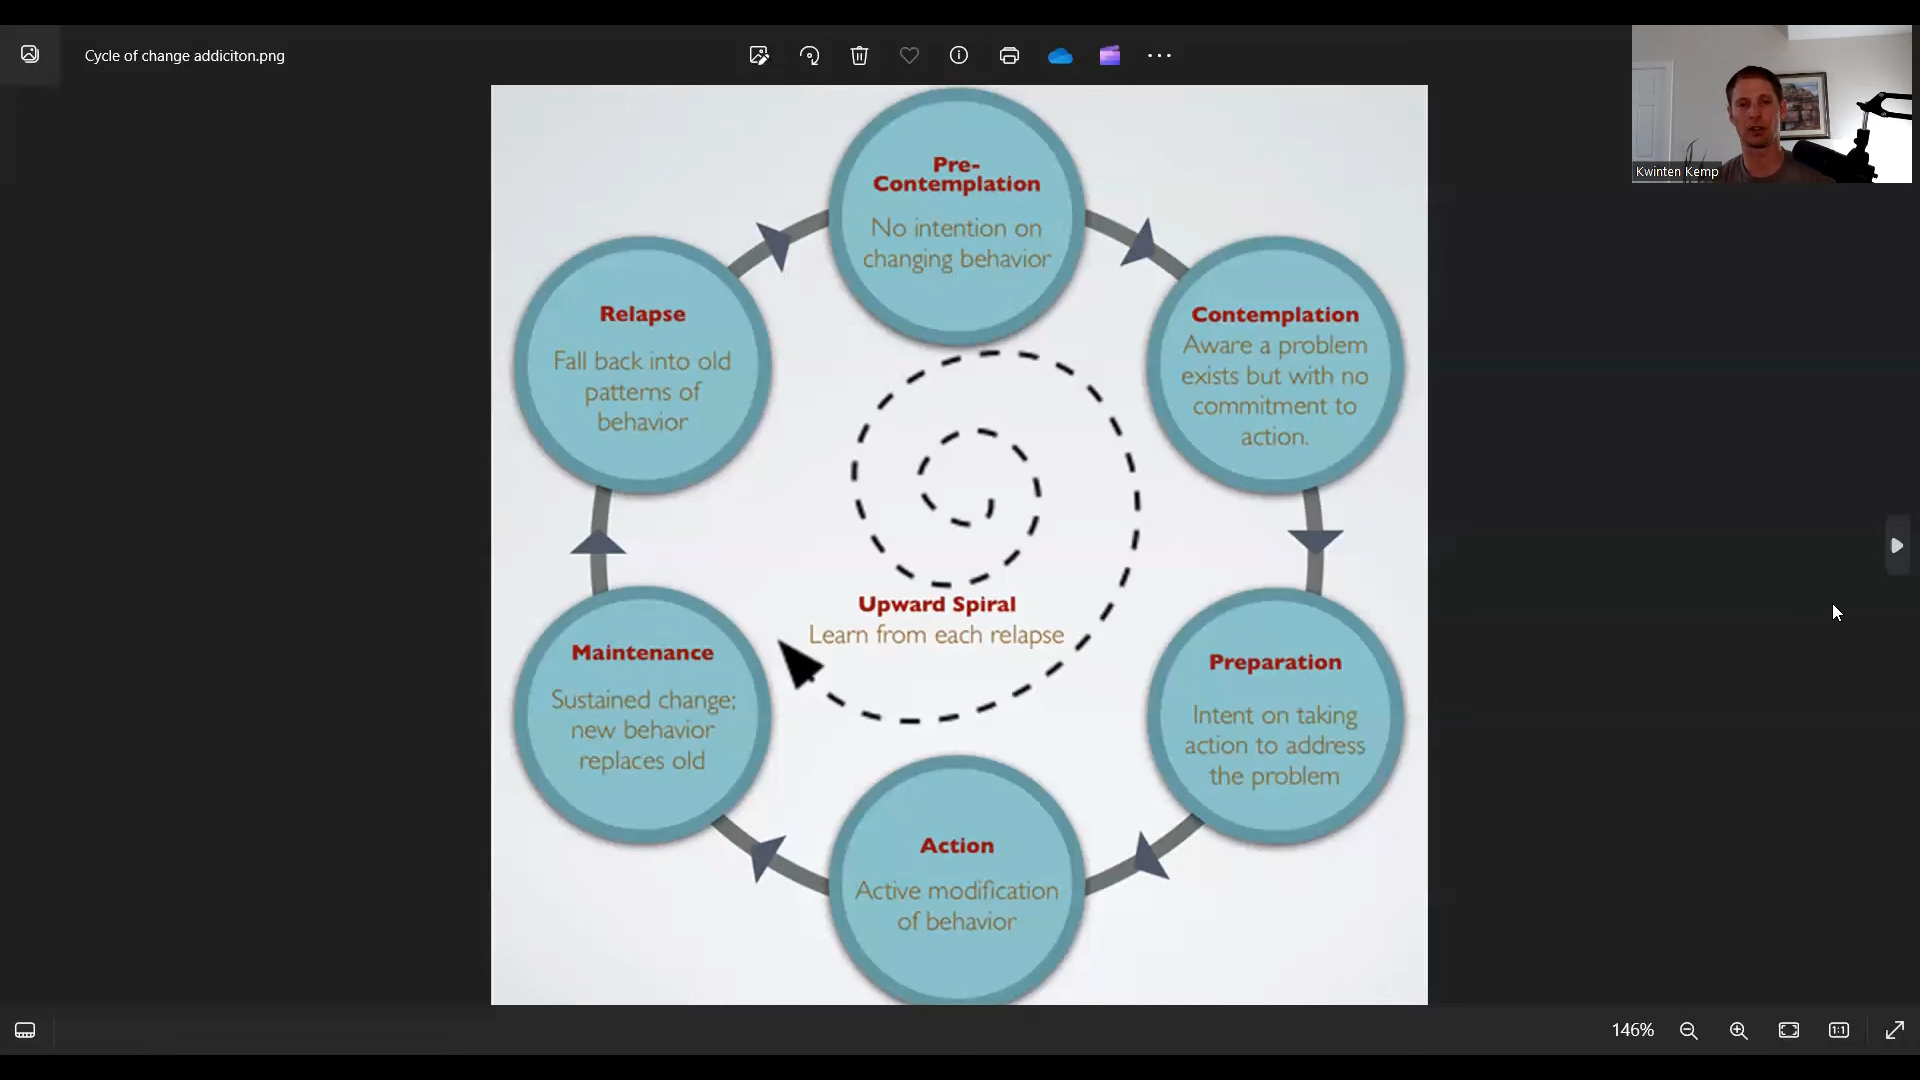 Cycle of change addiciton.png
Kwinten Kemp
Pre-
Contemplation
No intention on
changing behavior
Contemplation
Aware a problem
exists but with no
commitment to
action.
Preparation
Intent on taking
action to address
the problem
Action
Active modification
of behavior
Maintenance
Sustained change;
new behavior
replaces old
Relapse
Fall back into old
patterns of
behavior
Upward Spiral
Learn from each relapse
146%
1:1